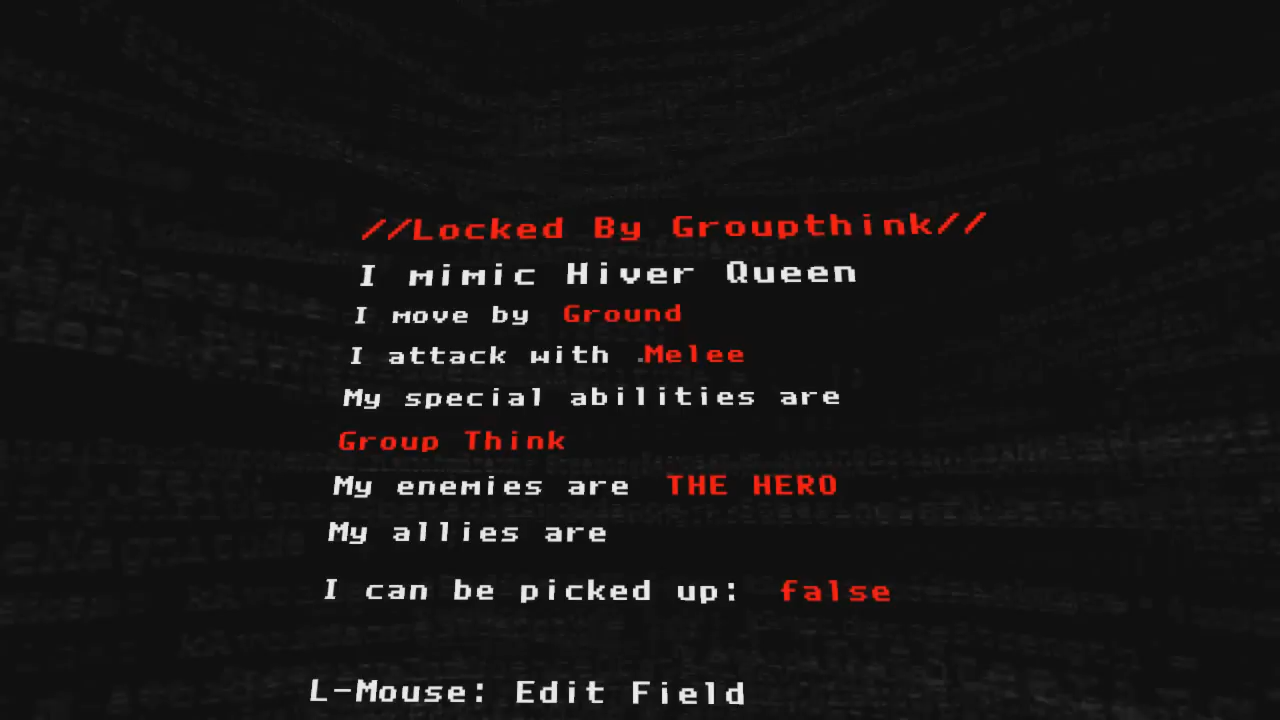 //Locked By Groupthink//
I mimic Hiver Queen
I move by Ground
I attack with .Melee
My special abilities are
Group Think
My enemies are THE HERO
My allies are
I can be picked up: false
L-Mouse: Edit Field